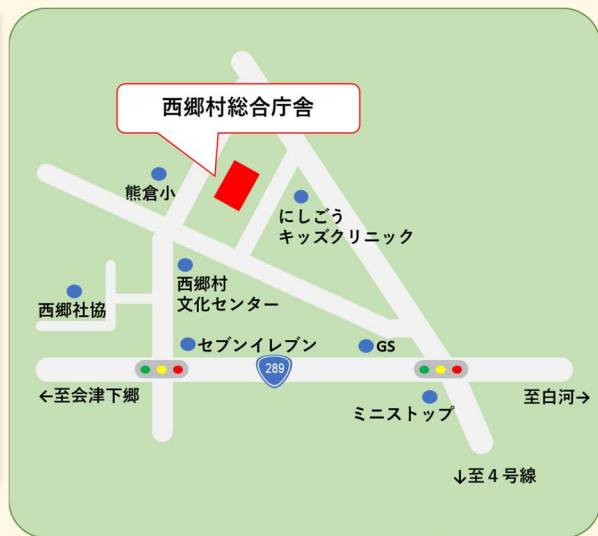 西郷村総合庁舎
熊倉小
にしごう
キッズクリニック
西郷村
文化センター
西郷社協
セブンイレブン
GS
289
←至会津下郷
ミニストップ
至白河→
↓至４号線